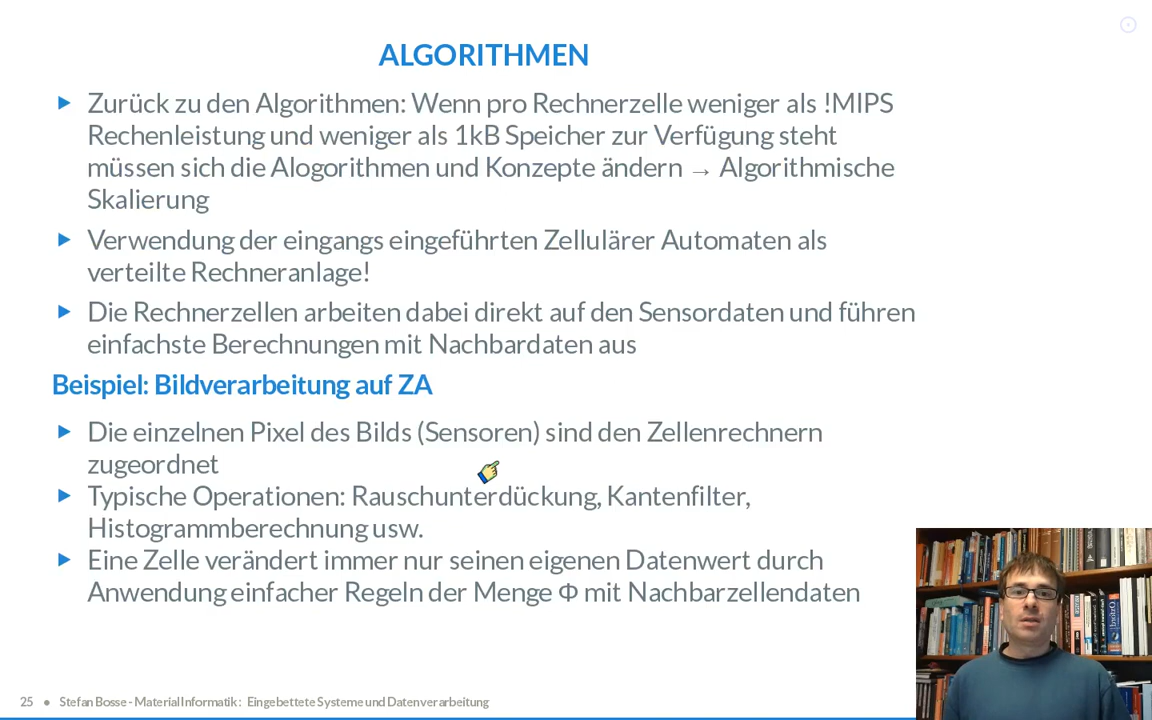 ALGORITHMEN
Zurück zu den Algorithmen: Wenn pro Rechnerzelle weniger als !MIPS
Rechenleistung und weniger als 1kB Speicher zur Verfügung steht
müssen sich die Alogorithmen und Konzepte ändern → Algorithmische
Skalierung
Verwendung der eingangs eingeführten Zellulärer Automaten als
verteilte Rechneranlage!
Die Rechnerzellen arbeiten dabei direkt auf den Sensordaten und führen
einfachste Berechnungen mit Nachbardaten aus
Beispiel: Bildverarbeitung auf ZA
Die einzelnen Pixel des Bilds (Sensoren) sind den Zellenrechnern
zugeordnet
Typische Operationen: Rauschunterdückung, Kantenfilter,
Histogrammberechnung usw.
Eine Zelle verändert immer nur seinen eigenen Datenwert durch
Anwendung einfacher Regeln der Menge Φ mit Nachbarzellendaten
25 ● Stefan Bosse - Material Informatik : Eingebettete Systeme und Datenverarbeitung